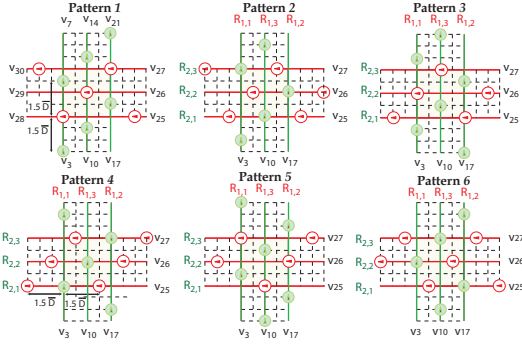 Pattern 1
v7 v14 v21
v30 v27
v29 v26
v28 v25
1.5 D̅
1.5 D̅
v3 v10 v17
Pattern 2
R1,1 R1,3 R1,2
R2,3 v27
R2,2 v26
R2,1 v25
v3 v10 v17
Pattern 3
R1,1 R1,3 R1,2
R2,3 v27
R2,2 v26
R2,1 v25
v3 v10 v17
Pattern 4
R1,1 R1,3 R1,2
R2,3 v27
R2,2 v26
R2,1 v25
1.5 D̅ 1.5 D̅
v3 v10 v17
Pattern 5
R1,1 R1,3 R1,2
R2,3 v27
R2,2 v26
R2,1 v25
v3 v10 v17
Pattern 6
R1,1 R1,3 R1,2
R2,3 v27
R2,2 v26
R2,1 v25
v3 v10 v17